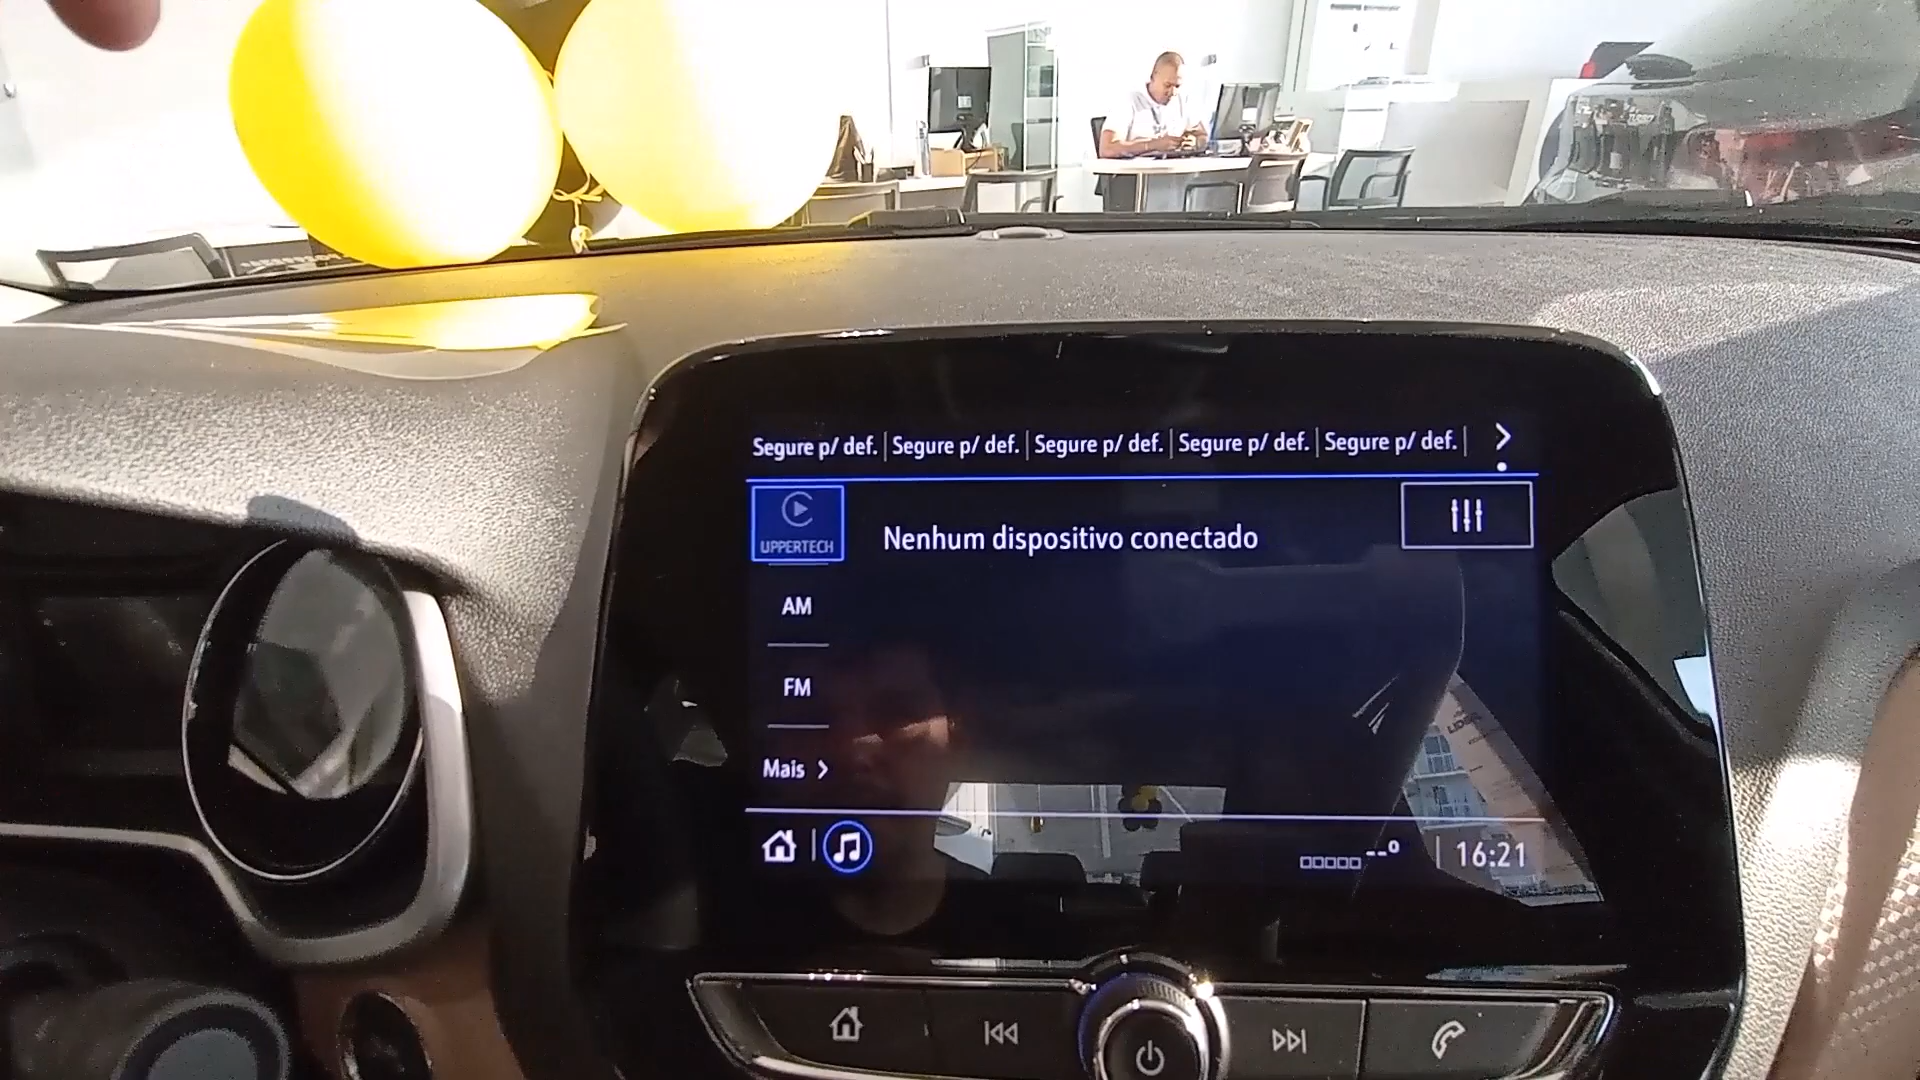 Segure p/ def. Segure p/ def. Segure p/ def. Segure p/ def. Segure p/ def.
UPPERTECH
Nenhum dispositivo conectado
AM
FM
Mais
--°
16:21